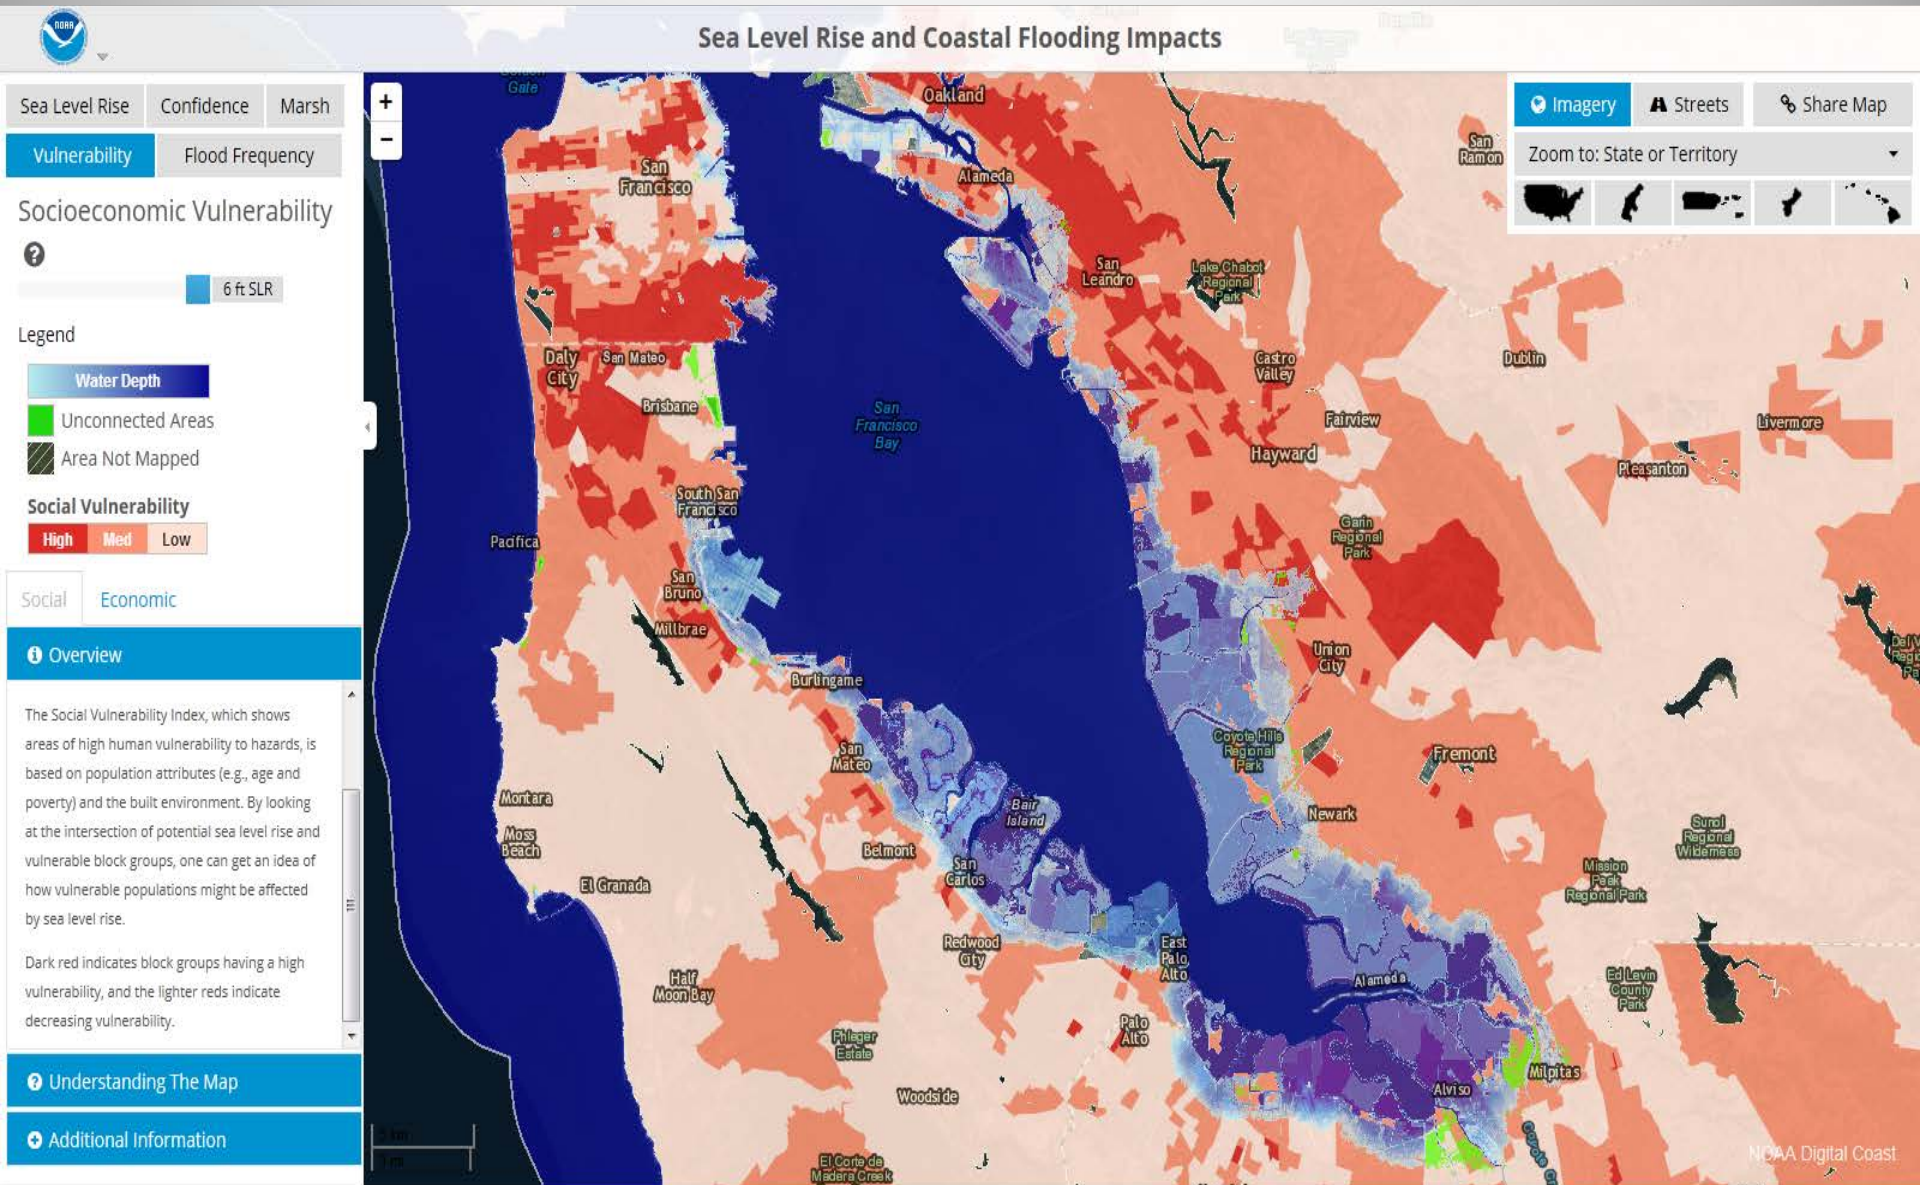 NOAA
Sea Level Rise and Coastal Flooding Impacts
Sea Level Rise
Confidence
Marsh
Vulnerability
Flood Frequency
Socioeconomic Vulnerability
?
6 ft SLR
Legend
Water Depth
Unconnected Areas
Area Not Mapped
Social Vulnerability
High
Med
Low
Social
Economic
Overview
The Social Vulnerability Index, which shows
areas of high human vulnerability to hazards, is
based on population attributes (e.g., age and
poverty) and the built environment. By looking
at the intersection of potential sea level rise and
vulnerable block groups, one can get an idea of
how vulnerable populations might be affected
by sea level rise.
Dark red indicates block groups having a high
vulnerability, and the lighter reds indicate
decreasing vulnerability.
Understanding The Map
Additional Information
+
−
Imagery
Streets
Share Map
Zoom to: State or Territory
Golden
Gate
Oakland
San
Francisco
Alameda
San
Ramon
San
Leandro
Lake Chabot
Regional
Park
Daly
City
San Mateo
Castro
Valley
Dublin
Brisbane
San
Francisco
Bay
Fairview
Livermore
Hayward
Pleasanton
South San
Francisco
Garin
Regional
Park
Pacifica
San
Bruno
Millbrae
Union
City
Burlingame
San
Mateo
Coyote Hills
Regional
Park
Fremont
Montara
Bair
Island
Newark
Moss
Beach
Belmont
Sunol
Regional
Wilderness
San
Carlos
Mission
Peak
Regional Park
El Granada
Redwood
City
East
Palo
Alto
Half
Moon Bay
Alameda
Ed Levin
County
Park
Palo
Alto
Phleger
Estate
Milpitas
Alviso
Woodside
El Corte de
Madera Creek
NOAA Digital Coast